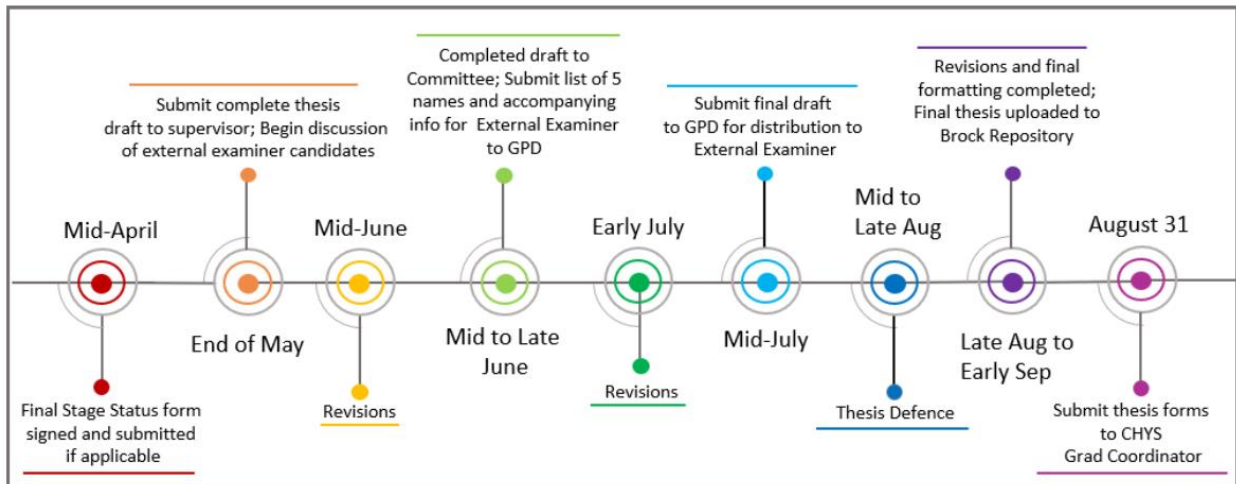 Mid-April
Final Stage Status form
signed and submitted
if applicable
Submit complete thesis
draft to supervisor; Begin discussion
of external examiner candidates
End of May
Mid-June
Revisions
Completed draft to
Committee; Submit list of 5
names and accompanying
info for External Examiner
to GPD
Mid to Late
June
Early July
Revisions
Submit final draft
to GPD for distribution to
External Examiner
Mid-July
Mid to
Late Aug
Thesis Defence
Revisions and final
formatting completed;
Final thesis uploaded to
Brock Repository
Late Aug to
Early Sep
August 31
Submit thesis forms
to CHYS
Grad Coordinator